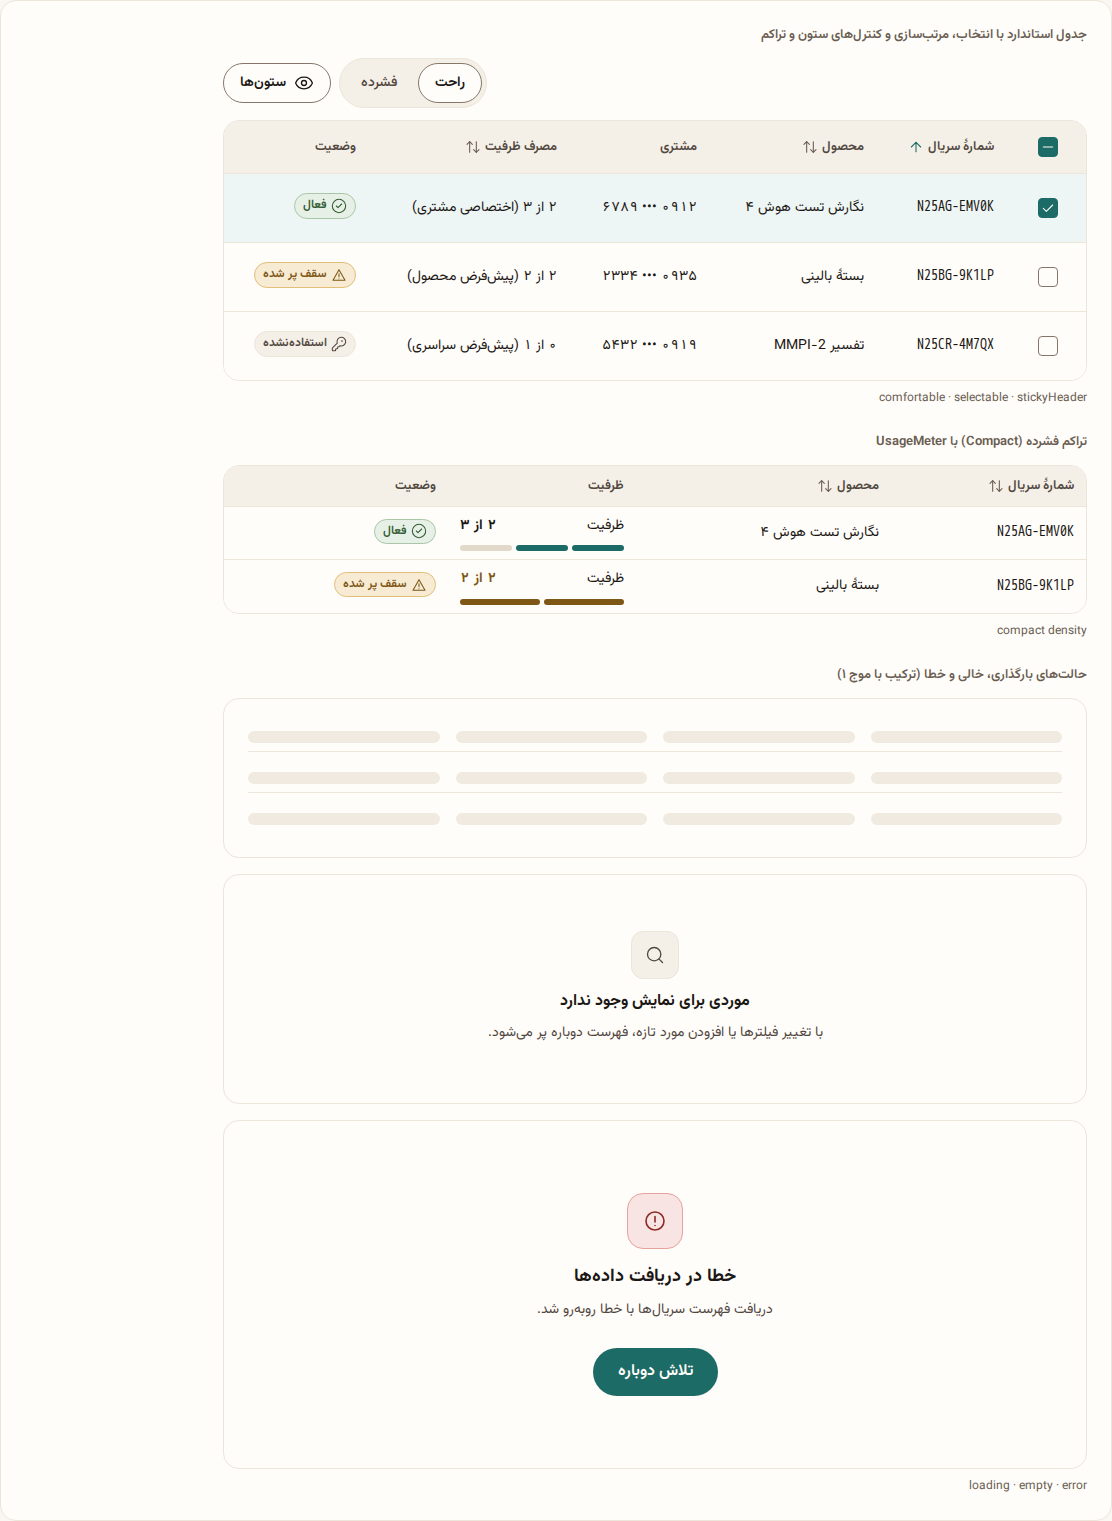 جدول استاندارد با انتخاب، مرتب‌سازی و کنترل‌های ستون و تراکم
راحت فشرده ستون‌ها
شمارهٔ سریال محصول مشتری مصرف ظرفیت وضعیت
N25AG-EMV0K نگارش تست هوش ۴ ۰۹۱۲ ••• ۶۷۸۹ ۲ از ۳ (اختصاصی مشتری) فعال
N25BG-9K1LP بستهٔ بالینی ۰۹۳۵ ••• ۲۳۳۴ ۲ از ۲ (پیش‌فرض محصول) سقف پر شده
N25CR-4M7QX تفسیر MMPI-2 ۰۹۱۹ ••• ۵۴۳۲ ۰ از ۱ (پیش‌فرض سراسری) استفاده‌نشده
comfortable · selectable · stickyHeader
تراکم فشرده (Compact) با UsageMeter
شمارهٔ سریال محصول ظرفیت وضعیت
N25AG-EMV0K نگارش تست هوش ۴ ظرفیت ۲ از ۳ فعال
N25BG-9K1LP بستهٔ بالینی ظرفیت ۲ از ۲ سقف پر شده
compact density
حالت‌های بارگذاری، خالی و خطا (ترکیب با موج ۱)
موردی برای نمایش وجود ندارد
با تغییر فیلترها یا افزودن مورد تازه، فهرست دوباره پر می‌شود.
خطا در دریافت داده‌ها
دریافت فهرست سریال‌ها با خطا روبه‌رو شد.
تلاش دوباره
loading · empty · error